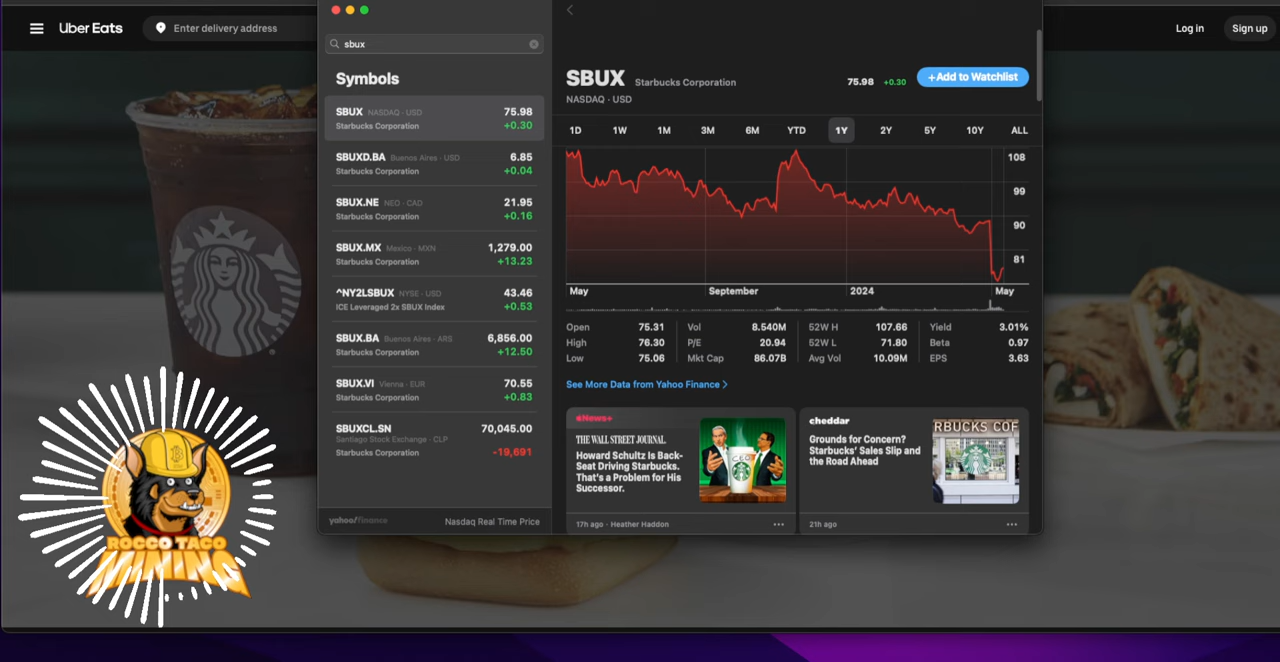 Uber Eats
Enter delivery address
Log in
Sign up
sbux
Symbols
SBUX NASDAQ · USD 75.98
Starbucks Corporation +0.30
SBUXD.BA Buenos Aires · USD 6.85
Starbucks Corporation +0.04
SBUX.NE NEO · CAD 21.95
Starbucks Corporation +0.16
SBUX.MX Mexico · MXN 1,279.00
Starbucks Corporation +13.23
^NY2LSBUX NYSE · USD 43.46
ICE Leveraged 2x SBUX Index +0.53
SBUX.BA Buenos Aires · ARS 6,856.00
Starbucks Corporation +12.50
SBUX.VI Vienna · EUR 70.55
Starbucks Corporation +0.83
SBUXCL.SN 70,045.00
Santiago Stock Exchange · CLP
Starbucks Corporation -19,691
yahoo!finance Nasdaq Real Time Price
SBUX Starbucks Corporation 75.98 +0.30 +Add to Watchlist
NASDAQ · USD
1D 1W 1M 3M 6M YTD 1Y 2Y 5Y 10Y ALL
108
99
90
81
May September 2024 May
Open 75.31 Vol 8.540M 52W H 107.66 Yield 3.01%
High 76.30 P/E 20.94 52W L 71.80 Beta 0.97
Low 75.06 Mkt Cap 86.07B Avg Vol 10.09M EPS 3.63
See More Data from Yahoo Finance >
News+
THE WALL STREET JOURNAL
Howard Schultz Is Back-
Seat Driving Starbucks.
That's a Problem for His
Successor.
CEO
17h ago · Heather Haddon
cheddar
Grounds for Concern?
Starbucks' Sales Slip and
the Road Ahead
RBUCKS COF
21h ago
ROCCO TACO
MINING